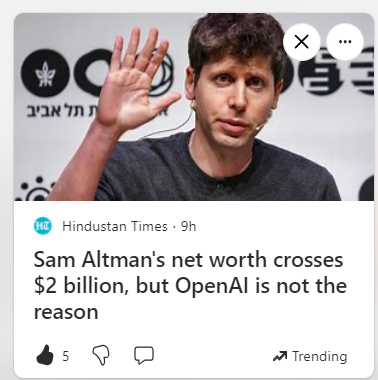 ת תל אביב
HT Hindustan Times · 9h
Sam Altman's net worth crosses
$2 billion, but OpenAI is not the
reason
5
Trending